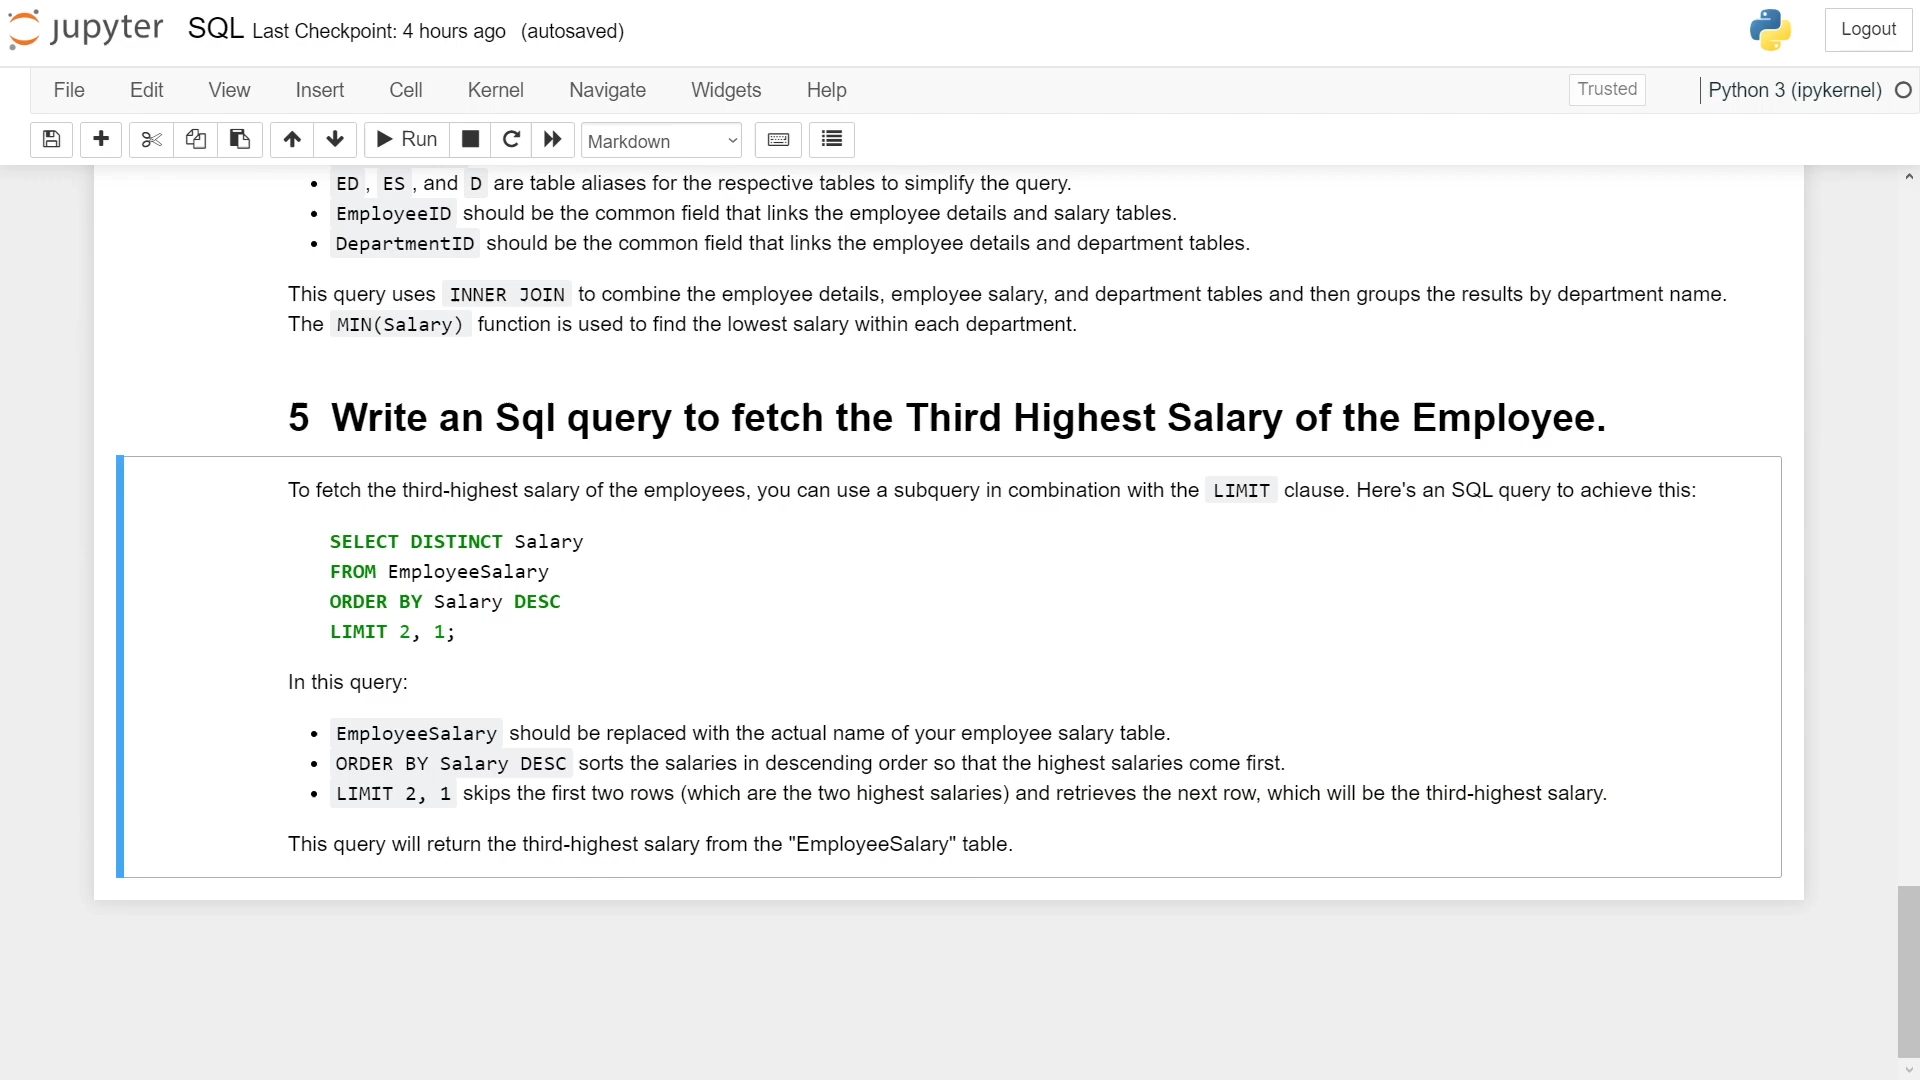 jupyter SQL Last Checkpoint: 4 hours ago (autosaved) Logout
File Edit View Insert Cell Kernel Navigate Widgets Help Trusted Python 3 (ipykernel)
Run Markdown
• ED, ES, and D are table aliases for the respective tables to simplify the query.
• EmployeeID should be the common field that links the employee details and salary tables.
• DepartmentID should be the common field that links the employee details and department tables.
This query uses INNER JOIN to combine the employee details, employee salary, and department tables and then groups the results by department name.
The MIN(Salary) function is used to find the lowest salary within each department.
5 Write an Sql query to fetch the Third Highest Salary of the Employee.
To fetch the third-highest salary of the employees, you can use a subquery in combination with the LIMIT clause. Here's an SQL query to achieve this:
SELECT DISTINCT Salary
FROM EmployeeSalary
ORDER BY Salary DESC
LIMIT 2, 1;
In this query:
• EmployeeSalary should be replaced with the actual name of your employee salary table.
• ORDER BY Salary DESC sorts the salaries in descending order so that the highest salaries come first.
• LIMIT 2, 1 skips the first two rows (which are the two highest salaries) and retrieves the next row, which will be the third-highest salary.
This query will return the third-highest salary from the "EmployeeSalary" table.